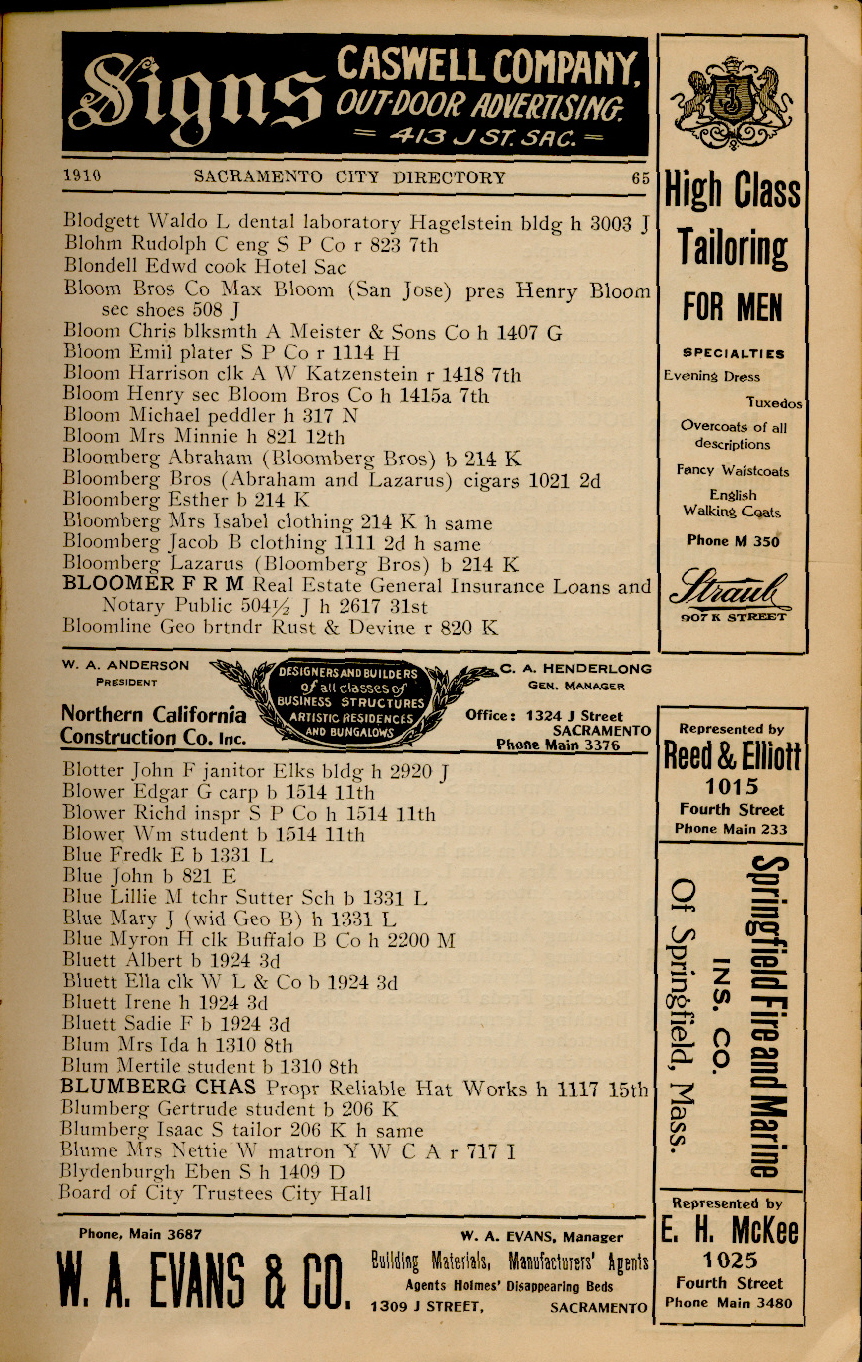 Signs
CASWELL COMPANY,
OUT-DOOR ADVERTISING.
= 413 J ST. SAC. =
1910 SACRAMENTO CITY DIRECTORY 65
Blodgett Waldo L dental laboratory Hagelstein bldg h 3003 J
Blohm Rudolph C eng S P Co r 823 7th
Blondell Edwd cook Hotel Sac
Bloom Bros Co Max Bloom (San Jose) pres Henry Bloom
sec shoes 508 J
Bloom Chris blksmth A Meister & Sons Co h 1407 G
Bloom Emil plater S P Co r 1114 H
Bloom Harrison clk A W Katzenstein r 1418 7th
Bloom Henry sec Bloom Bros Co h 1415a 7th
Bloom Michael peddler h 317 N
Bloom Mrs Minnie h 821 12th
Bloomberg Abraham (Bloomberg Bros) b 214 K
Bloomberg Bros (Abraham and Lazarus) cigars 1021 2d
Bloomberg Esther b 214 K
Bloomberg Mrs Isabel clothing 214 K h same
Bloomberg Jacob B clothing 1111 2d h same
Bloomberg Lazarus (Bloomberg Bros) b 214 K
BLOOMER F R M Real Estate General Insurance Loans and
Notary Public 504½ J h 2617 31st
Bloomline Geo brtndr Rust & Devine r 820 K
W. A. ANDERSON
PRESIDENT
Northern California
Construction Co. Inc.
DESIGNERS AND BUILDERS
of all classes of
BUSINESS STRUCTURES
ARTISTIC RESIDENCES
AND BUNGALOWS
C. A. HENDERLONG
GEN. MANAGER
Office: 1324 J Street
SACRAMENTO
Phone Main 3376
Blotter John F janitor Elks bldg h 2920 J
Blower Edgar G carp b 1514 11th
Blower Richd inspr S P Co h 1514 11th
Blower Wm student b 1514 11th
Blue Fredk E b 1331 L
Blue John b 821 E
Blue Lillie M tchr Sutter Sch b 1331 L
Blue Mary J (wid Geo B) h 1331 L
Blue Myron H clk Buffalo B Co h 2200 M
Bluett Albert b 1924 3d
Bluett Ella clk W L & Co b 1924 3d
Bluett Irene h 1924 3d
Bluett Sadie F b 1924 3d
Blum Mrs Ida h 1310 8th
Blum Mertile student b 1310 8th
BLUMBERG CHAS Propr Reliable Hat Works h 1117 15th
Blumberg Gertrude student b 206 K
Blumberg Isaac S tailor 206 K h same
Blume Mrs Nettie W matron Y W C A r 717 I
Blydenburgh Eben S h 1409 D
Board of City Trustees City Hall
Phone, Main 3687
W. A. EVANS & CO.
W. A. EVANS, Manager
Building Materials, Manufacturers' Agents
Agents Holmes' Disappearing Beds
1309 J STREET, SACRAMENTO
High Class
Tailoring
FOR MEN
SPECIALTIES
Evening Dress
Tuxedos
Overcoats of all
descriptions
Fancy Waistcoats
English
Walking Coats
Phone M 350
Straub
907 K STREET
Represented by
Reed & Elliott
1015
Fourth Street
Phone Main 233
Springfield Fire and Marine
INS. CO.
Of Springfield, Mass.
Represented by
E. H. McKee
1025
Fourth Street
Phone Main 3480